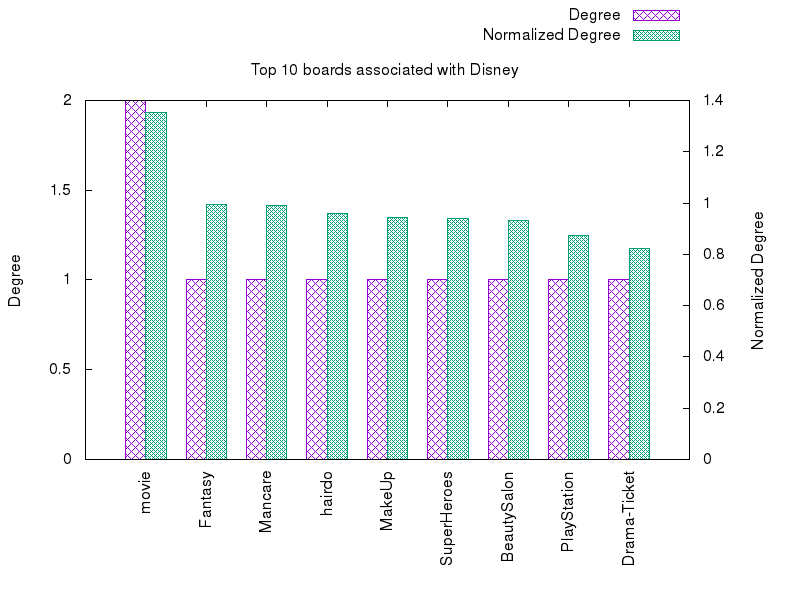 Degree
Normalized Degree
Top 10 boards associated with Disney
2
1.5
1
0.5
0
Degree
1.4
1.2
1
0.8
0.6
0.4
0.2
0
Normalized Degree
movie
Fantasy
Mancare
hairdo
MakeUp
SuperHeroes
BeautySalon
PlayStation
Drama-Ticket